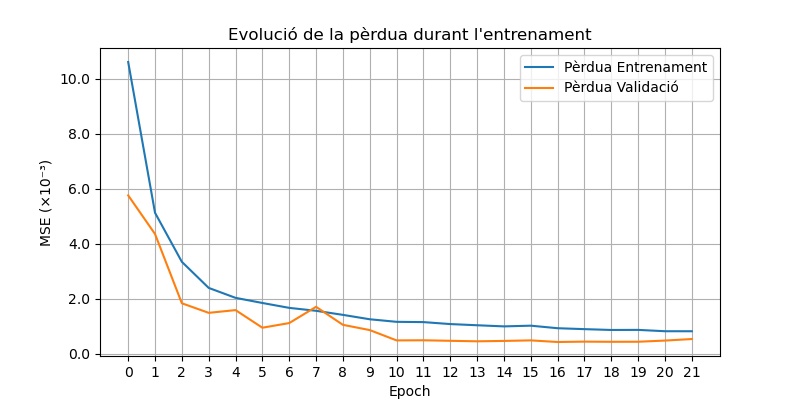 Evolució de la pèrdua durant l'entrenament
Pèrdua Entrenament
Pèrdua Validació
MSE (×10⁻³)
10.0
8.0
6.0
4.0
2.0
0.0
0 1 2 3 4 5 6 7 8 9 10 11 12 13 14 15 16 17 18 19 20 21
Epoch